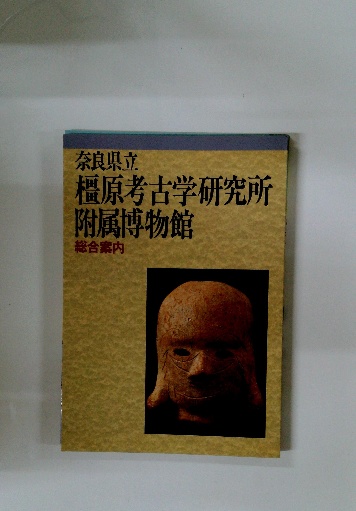 奈良県立
橿原考古学研究所
附属博物館
総合案内